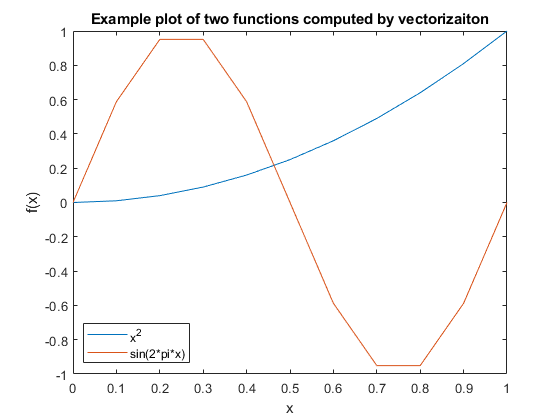 Example plot of two functions computed by vectorizaiton
1
0.8
0.6
0.4
0.2
0
-0.2
-0.4
-0.6
-0.8
-1
f(x)
x²
sin(2*pi*x)
0 0.1 0.2 0.3 0.4 0.5 0.6 0.7 0.8 0.9 1
x